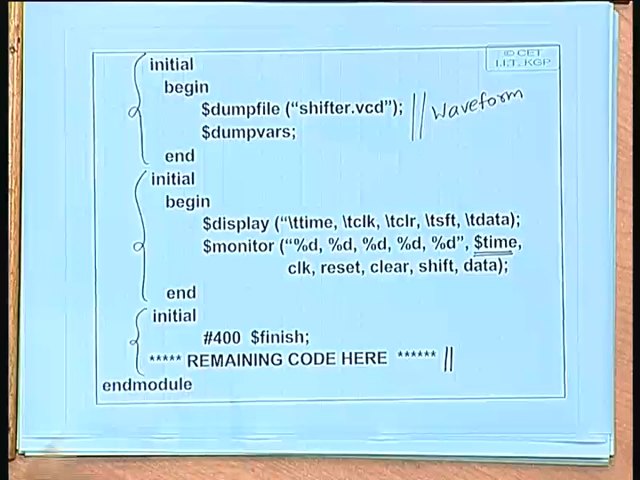 © CET
I.I.T. KGP
initial
begin
$dumpfile ("shifter.vcd"); || Waveform
$dumpvars;
end
initial
begin
$display ("\ttime, \tclk, \tclr, \tsft, \tdata);
$monitor ("%d, %d, %d, %d, %d", $time,
clk, reset, clear, shift, data);
end
initial
#400 $finish;
***** REMAINING CODE HERE ****** ||
endmodule